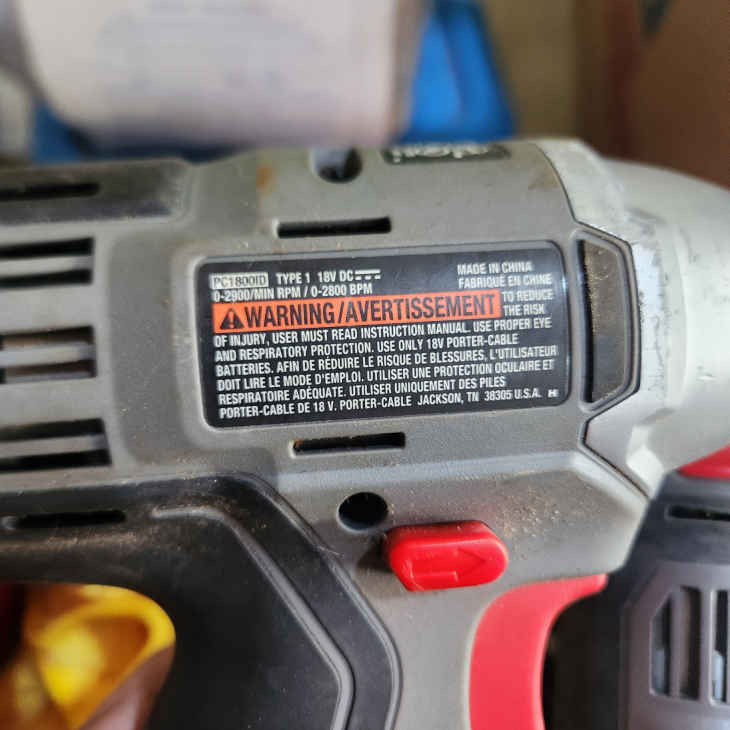 PC1800ID TYPE 1 18V DC
0-2900/MIN RPM / 0-2800 BPM
MADE IN CHINA
FABRIQUÉ EN CHINE
WARNING/AVERTISSEMENT TO REDUCE
THE RISK
OF INJURY, USER MUST READ INSTRUCTION MANUAL. USE PROPER EYE
AND RESPIRATORY PROTECTION. USE ONLY 18V PORTER-CABLE
BATTERIES. AFIN DE RÉDUIRE LE RISQUE DE BLESSURES, L'UTILISATEUR
DOIT LIRE LE MODE D'EMPLOI. UTILISER UNE PROTECTION OCULAIRE ET
RESPIRATOIRE ADÉQUATE. UTILISER UNIQUEMENT DES PILES
PORTER-CABLE DE 18 V. PORTER-CABLE JACKSON, TN 38305 U.S.A.